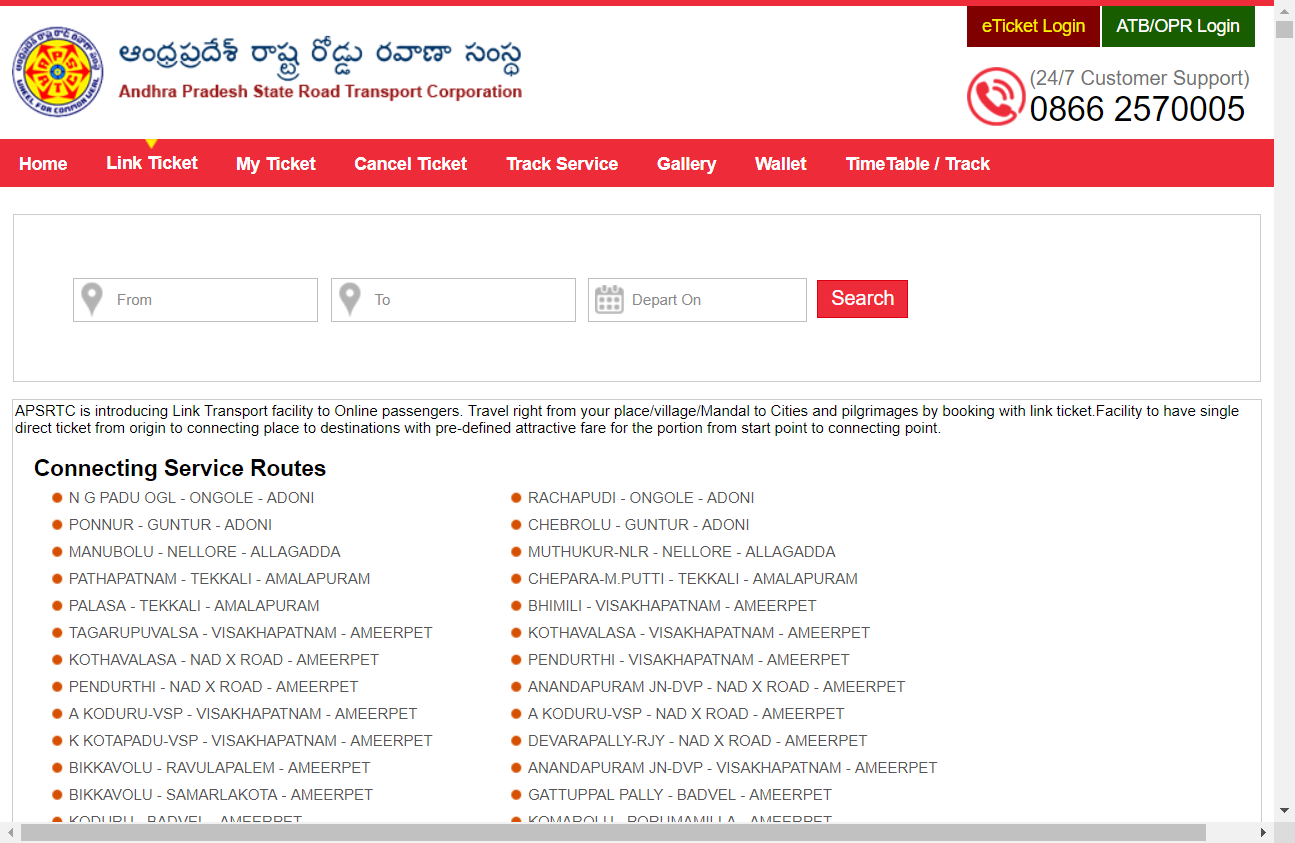 eTicket Login
ATB/OPR Login
ఆంధ్రప్రదేశ్ రాష్ట్ర రోడ్డు రవాణా సంస్థ
Andhra Pradesh State Road Transport Corporation
(24/7 Customer Support)
0866 2570005
Home
Link Ticket
My Ticket
Cancel Ticket
Track Service
Gallery
Wallet
TimeTable / Track
From
To
Depart On
Search
APSRTC is introducing Link Transport facility to Online passengers. Travel right from your place/village/Mandal to Cities and pilgrimages by booking with link ticket.Facility to have single
direct ticket from origin to connecting place to destinations with pre-defined attractive fare for the portion from start point to connecting point.
Connecting Service Routes
N G PADU OGL - ONGOLE - ADONI
RACHAPUDI - ONGOLE - ADONI
PONNUR - GUNTUR - ADONI
CHEBROLU - GUNTUR - ADONI
MANUBOLU - NELLORE - ALLAGADDA
MUTHUKUR-NLR - NELLORE - ALLAGADDA
PATHAPATNAM - TEKKALI - AMALAPURAM
CHEPARA-M.PUTTI - TEKKALI - AMALAPURAM
PALASA - TEKKALI - AMALAPURAM
BHIMILI - VISAKHAPATNAM - AMEERPET
TAGARUPUVALSA - VISAKHAPATNAM - AMEERPET
KOTHAVALASA - VISAKHAPATNAM - AMEERPET
KOTHAVALASA - NAD X ROAD - AMEERPET
PENDURTHI - VISAKHAPATNAM - AMEERPET
PENDURTHI - NAD X ROAD - AMEERPET
ANANDAPURAM JN-DVP - NAD X ROAD - AMEERPET
A KODURU-VSP - VISAKHAPATNAM - AMEERPET
A KODURU-VSP - NAD X ROAD - AMEERPET
K KOTAPADU-VSP - VISAKHAPATNAM - AMEERPET
DEVARAPALLY-RJY - NAD X ROAD - AMEERPET
BIKKAVOLU - RAVULAPALEM - AMEERPET
ANANDAPURAM JN-DVP - VISAKHAPATNAM - AMEERPET
BIKKAVOLU - SAMARLAKOTA - AMEERPET
GATTUPPAL PALLY - BADVEL - AMEERPET
KODURU - BADVEL - AMEERPET
KOMAROLU - PORUMAMILLA - AMEERPET